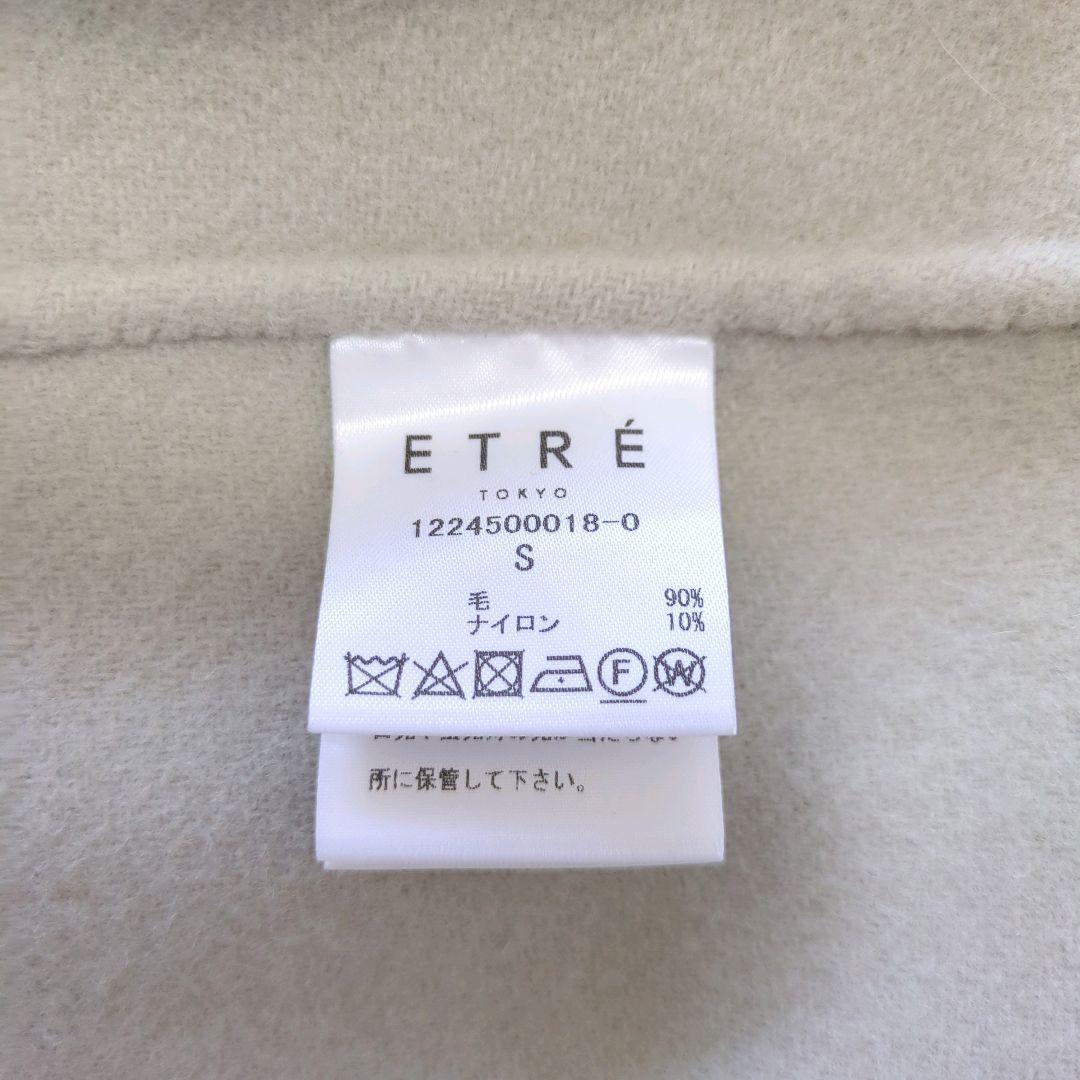 ETRÉ
TOKYO
1224500018-0
S
毛 90%
ナイロン 10%
F W
所に保管して下さい。